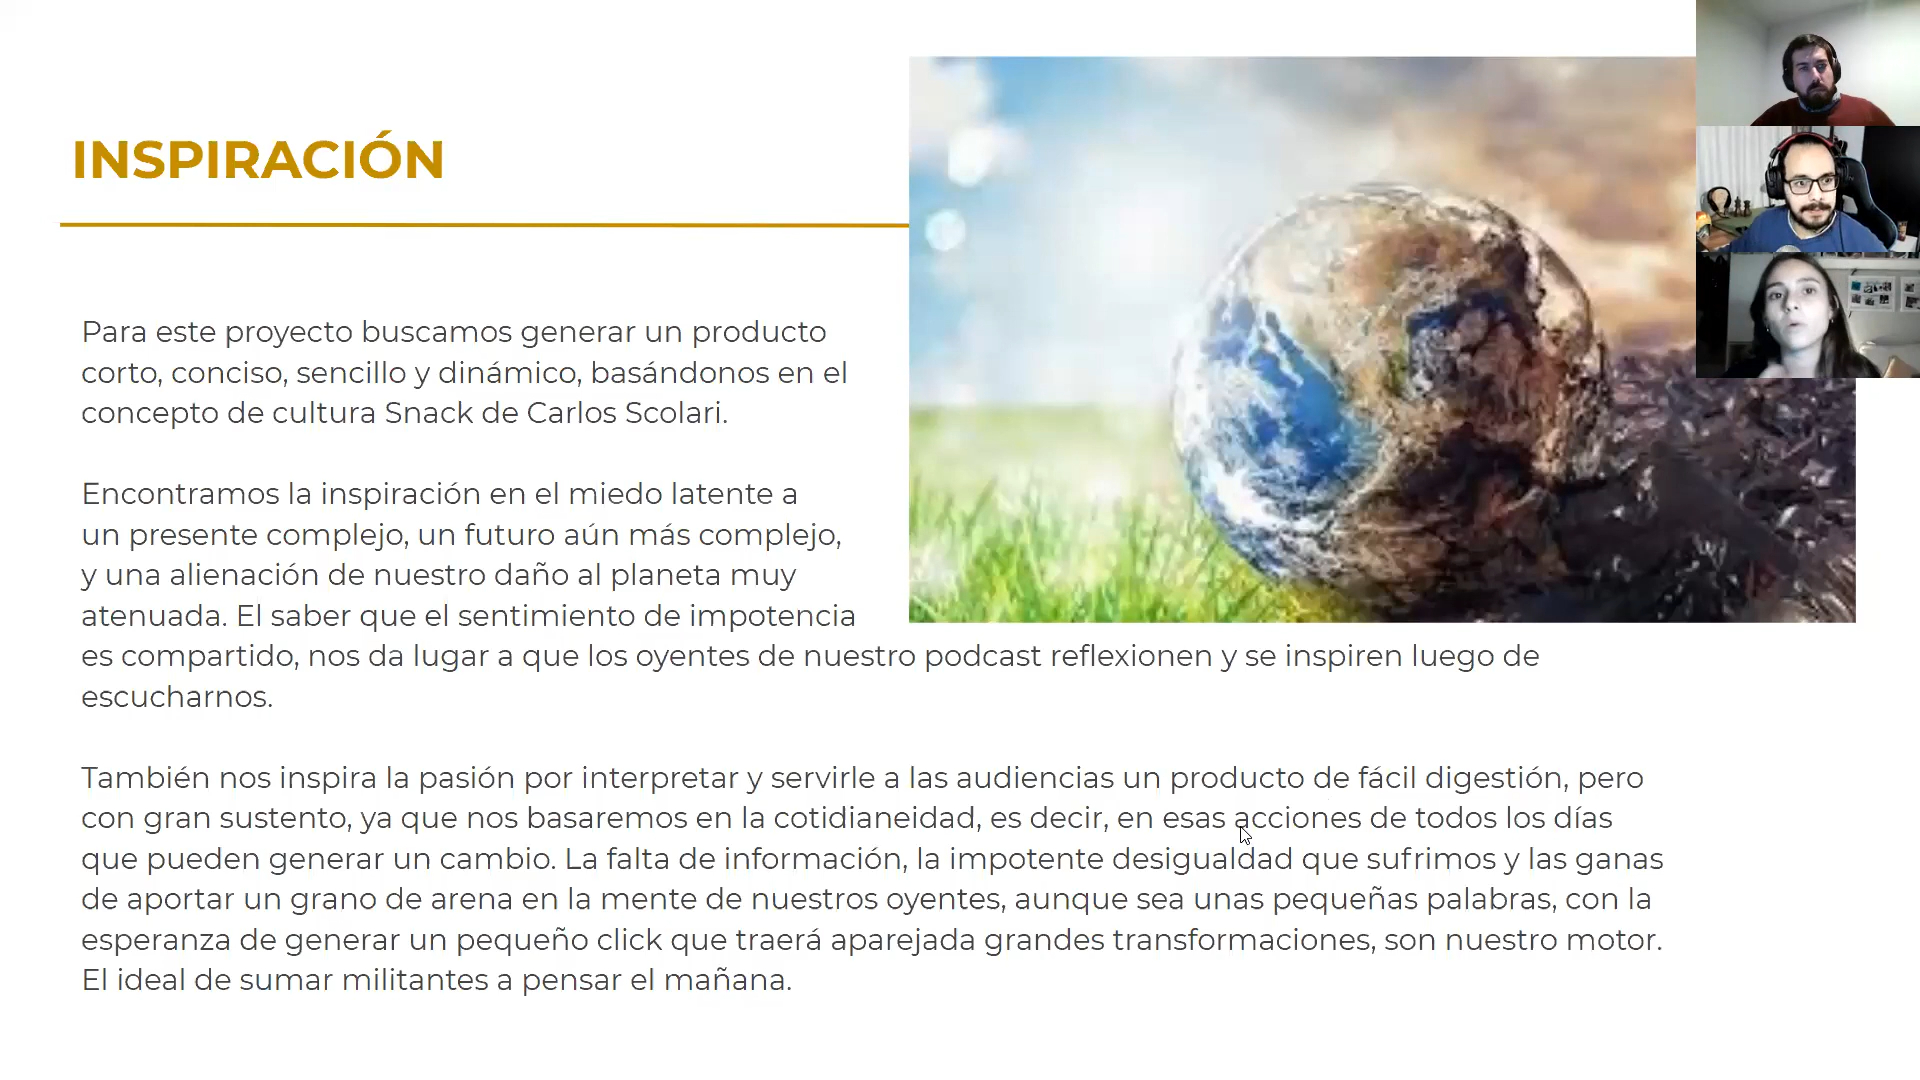 INSPIRACIÓN
Para este proyecto buscamos generar un producto
corto, conciso, sencillo y dinámico, basándonos en el
concepto de cultura Snack de Carlos Scolari.
Encontramos la inspiración en el miedo latente a
un presente complejo, un futuro aún más complejo,
y una alienación de nuestro daño al planeta muy
atenuada. El saber que el sentimiento de impotencia
es compartido, nos da lugar a que los oyentes de nuestro podcast reflexionen y se inspiren luego de
escucharnos.
También nos inspira la pasión por interpretar y servirle a las audiencias un producto de fácil digestión, pero
con gran sustento, ya que nos basaremos en la cotidianeidad, es decir, en esas acciones de todos los días
que pueden generar un cambio. La falta de información, la impotente desigualdad que sufrimos y las ganas
de aportar un grano de arena en la mente de nuestros oyentes, aunque sea unas pequeñas palabras, con la
esperanza de generar un pequeño click que traerá aparejada grandes transformaciones, son nuestro motor.
El ideal de sumar militantes a pensar el mañana.